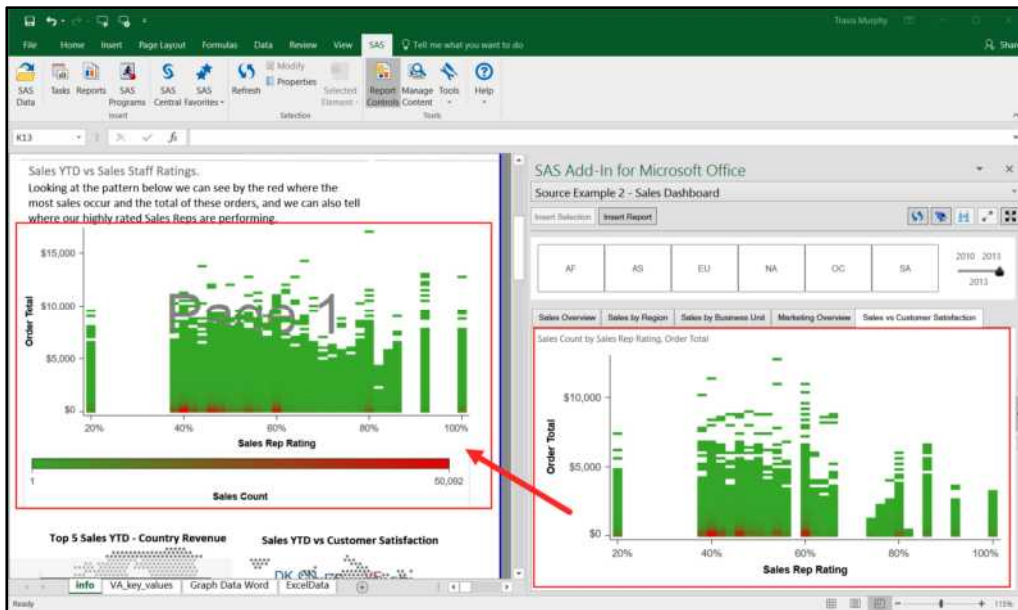 Travis Murphy
File Home Insert Page Layout Formulas Data Review View SAS Tell me what you want to do Share
SAS Data
Tasks
Reports
SAS Programs
SAS Central
SAS Favorites
Refresh
Modify
Properties
Selected Element
Report Controls
Manage Content
Tools
Help
Insert
Selection
Tools
K13
fx
Sales YTD vs Sales Staff Ratings.
Looking at the pattern below we can see by the red where the
most sales occur and the total of these orders, and we can also tell
where our highly rated Sales Reps are performing.
Page 1
Order Total
$15,000
$10,000
$5,000
$0
20% 40% 60% 80% 100%
Sales Rep Rating
1 50,092
Sales Count
Top 5 Sales YTD - Country Revenue
Sales YTD vs Customer Satisfaction
info VA_key_values Graph Data Word ExcelData
Ready
SAS Add-In for Microsoft Office
Source Example 2 - Sales Dashboard
Insert Selection Insert Report
AF AS EU NA OC SA
2010 2013
2013
Sales Overview Sales by Region Sales by Business Unit Marketing Overview Sales vs Customer Satisfaction
Sales Count by Sales Rep Rating, Order Total
Order Total
$10,000
$5,000
$0
20% 40% 60% 80% 100%
Sales Rep Rating
115%